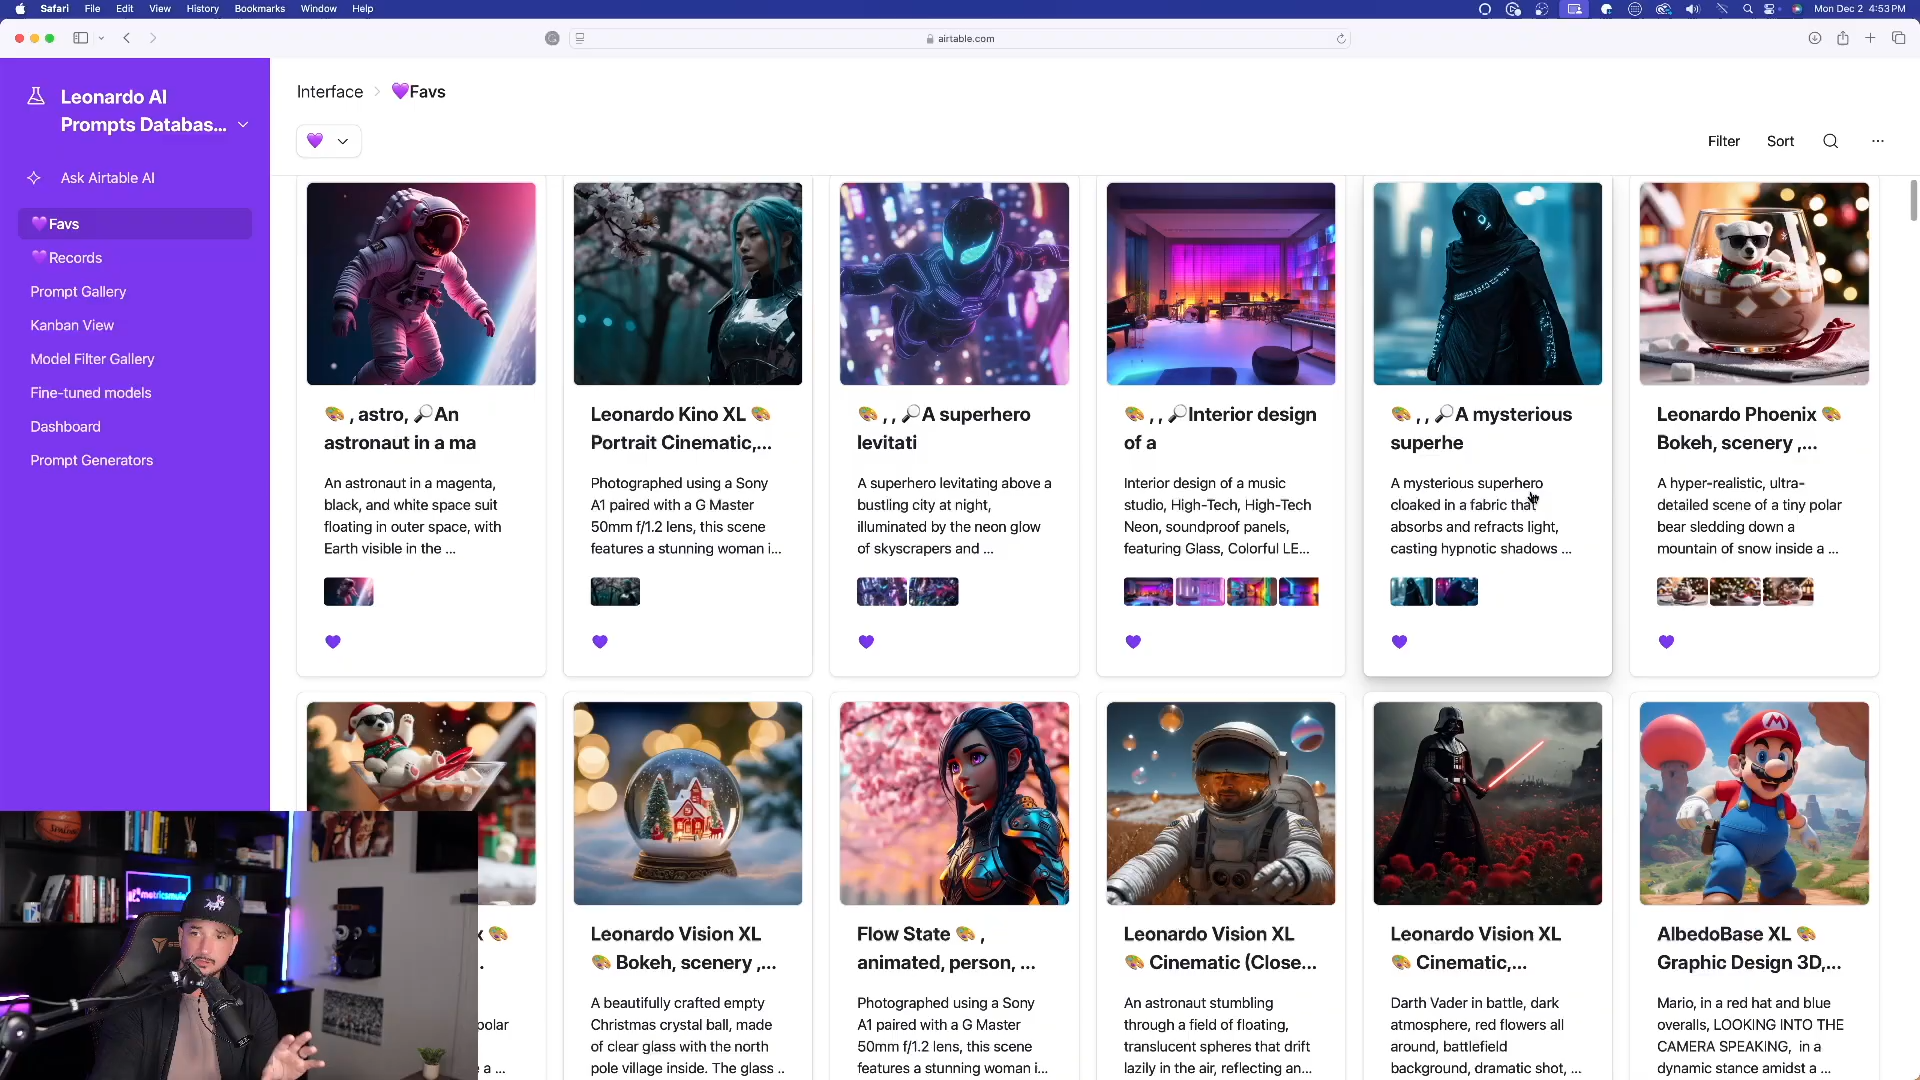 Safari File Edit View History Bookmarks Window Help
Mon Dec 2 4:53 PM
airtable.com
Leonardo AI
Prompts Databas...
Ask Airtable AI
💜Favs
💜Records
Prompt Gallery
Kanban View
Model Filter Gallery
Fine-tuned models
Dashboard
Prompt Generators
Interface > 💜Favs
💜
Filter Sort ...
🎨 , astro, 🔎An
astronaut in a ma
An astronaut in a magenta,
black, and white space suit
floating in outer space, with
Earth visible in the ...
Leonardo Kino XL 🎨
Portrait Cinematic,...
Photographed using a Sony
A1 paired with a G Master
50mm f/1.2 lens, this scene
features a stunning woman i...
🎨 , , 🔎A superhero
levitati
A superhero levitating above a
bustling city at night,
illuminated by the neon glow
of skyscrapers and ...
🎨 , , 🔎Interior design
of a
Interior design of a music
studio, High-Tech, High-Tech
Neon, soundproof panels,
featuring Glass, Colorful LE...
🎨 , , 🔎A mysterious
superhe
A mysterious superhero
cloaked in a fabric that
absorbs and refracts light,
casting hypnotic shadows ...
Leonardo Phoenix 🎨
Bokeh, scenery ,...
A hyper-realistic, ultra-
detailed scene of a tiny polar
bear sledding down a
mountain of snow inside a ...
x 🎨
.
polar
e a ...
Leonardo Vision XL
🎨 Bokeh, scenery ,...
A beautifully crafted empty
Christmas crystal ball, made
of clear glass with the north
pole village inside. The glass ..
Flow State 🎨 ,
animated, person, ...
Photographed using a Sony
A1 paired with a G Master
50mm f/1.2 lens, this scene
features a stunning woman i...
Leonardo Vision XL
🎨 Cinematic (Close...
An astronaut stumbling
through a field of floating,
translucent spheres that drift
lazily in the air, reflecting an...
Leonardo Vision XL
🎨 Cinematic,...
Darth Vader in battle, dark
atmosphere, red flowers all
around, battlefield
background, dramatic shot, ...
AlbedoBase XL 🎨
Graphic Design 3D,...
Mario, in a red hat and blue
overalls, LOOKING INTO THE
CAMERA SPEAKING, in a
dynamic stance amidst a ...